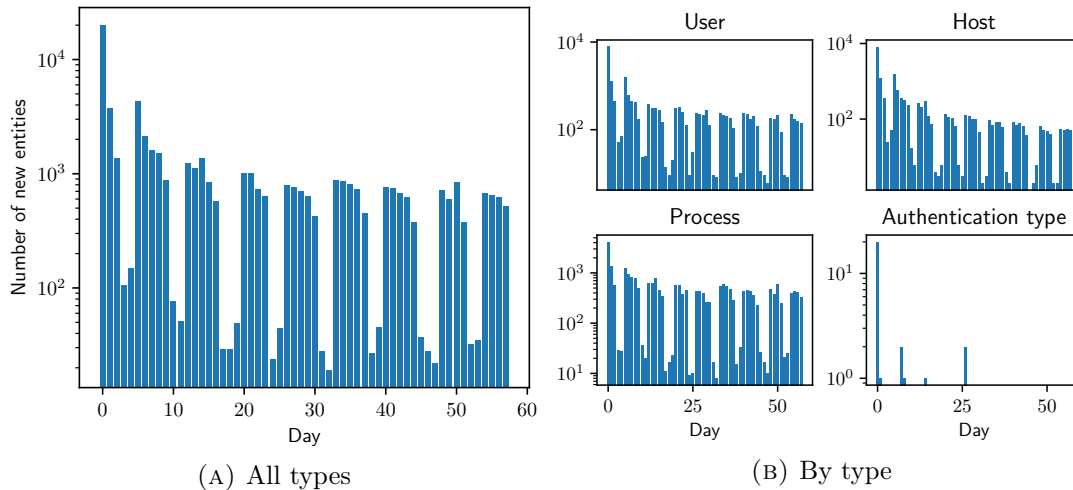 Number of new entities
10^4
10^3
10^2
0 10 20 30 40 50 60
Day
(A) All types
User
10^4
10^2
Host
10^4
10^2
Process
10^3
10^2
10^1
0 25 50
Day
Authentication type
10^1
10^0
0 25 50
Day
(B) By type